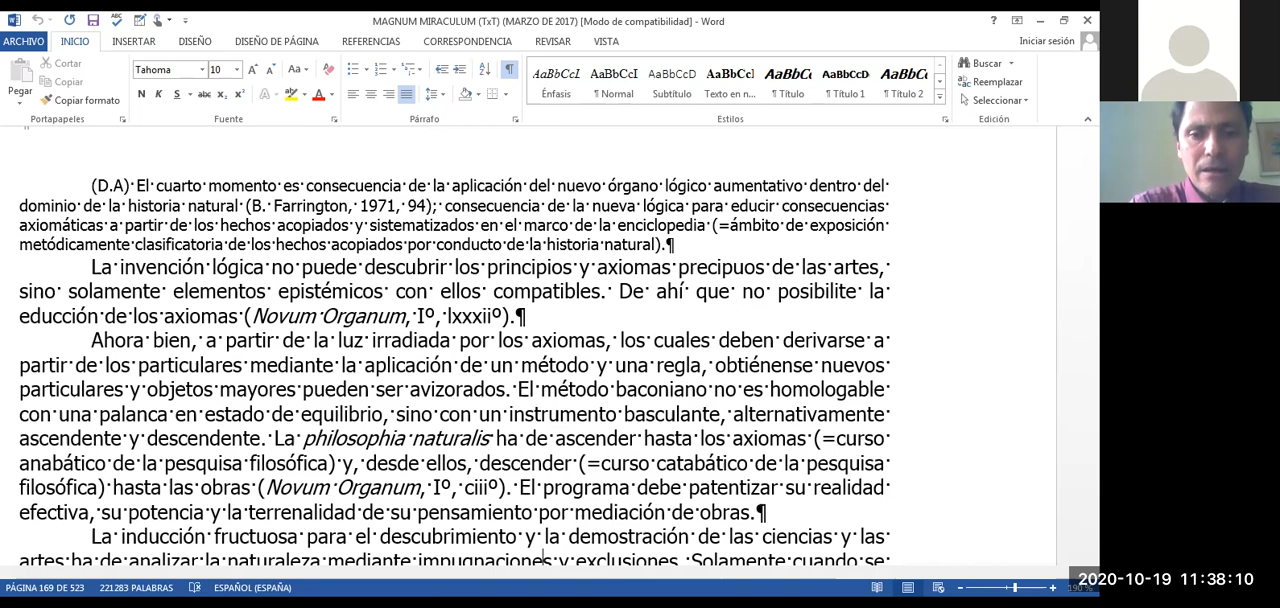 MAGNUM MIRACULUM (TxT) (MARZO DE 2017) [Modo de compatibilidad] - Word
ARCHIVO INICIO INSERTAR DISEÑO DISEÑO DE PÁGINA REFERENCIAS CORRESPONDENCIA REVISAR VISTA Iniciar sesión
Pegar
Cortar
Copiar
Copiar formato
Portapapeles
Tahoma 10
Fuente
Párrafo
AaBbCcI AaBbCcI AaBbCcD AaBbCc AaBbC AaBbCcD AaBbCc
Énfasis ¶ Normal Subtítulo Texto en n... ¶ Título ¶ Título 1 ¶ Título 2
Estilos
Buscar
Reemplazar
Seleccionar
Edición
(D.A) El cuarto momento es consecuencia de la aplicación del nuevo órgano lógico aumentativo dentro del
dominio de la historia natural (B. Farrington, 1971, 94); consecuencia de la nueva lógica para educir consecuencias
axiomáticas a partir de los hechos acopiados y sistematizados en el marco de la enciclopedia (=ámbito de exposición
metódicamente clasificatoria de los hechos acopiados por conducto de la historia natural).¶
La invención lógica no puede descubrir los principios y axiomas precipuos de las artes,
sino solamente elementos epistémicos con ellos compatibles. De ahí que no posibilite la
educción de los axiomas (Novum Organum, Iº, lxxxiiº).¶
Ahora bien, a partir de la luz irradiada por los axiomas, los cuales deben derivarse a
partir de los particulares mediante la aplicación de un método y una regla, obtiénense nuevos
particulares y objetos mayores pueden ser avizorados. El método baconiano no es homologable
con una palanca en estado de equilibrio, sino con un instrumento basculante, alternativamente
ascendente y descendente. La philosophia naturalis ha de ascender hasta los axiomas (=curso
anabático de la pesquisa filosófica) y, desde ellos, descender (=curso catabático de la pesquisa
filosófica) hasta las obras (Novum Organum, Iº, ciiiº). El programa debe patentizar su realidad
efectiva, su potencia y la terrenalidad de su pensamiento por mediación de obras.¶
La inducción fructuosa para el descubrimiento y la demostración de las ciencias y las
artes ha de analizar la naturaleza mediante impugnaciones y exclusiones. Solamente cuando se
PÁGINA 169 DE 523 221283 PALABRAS ESPAÑOL (ESPAÑA) 190 %
2020-10-19 11:38:10